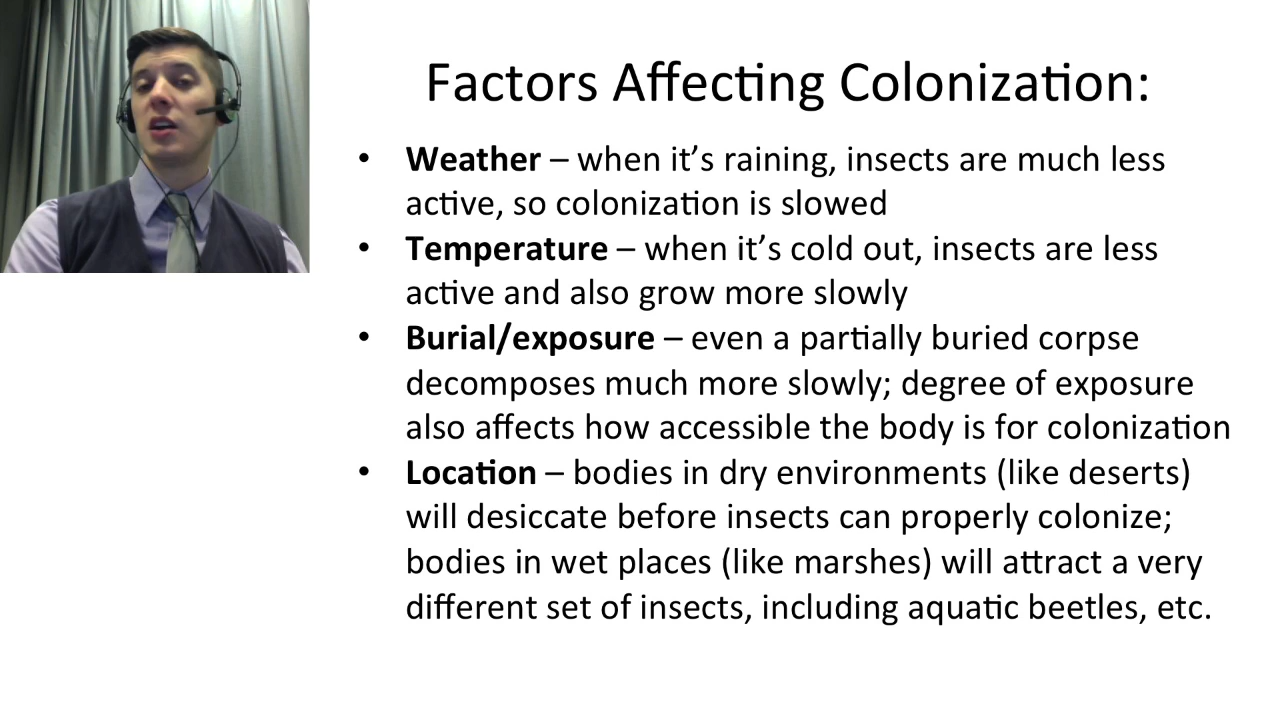 Factors Affecting Colonization:
• Weather – when it’s raining, insects are much less
active, so colonization is slowed
• Temperature – when it’s cold out, insects are less
active and also grow more slowly
• Burial/exposure – even a partially buried corpse
decomposes much more slowly; degree of exposure
also affects how accessible the body is for colonization
• Location – bodies in dry environments (like deserts)
will desiccate before insects can properly colonize;
bodies in wet places (like marshes) will attract a very
different set of insects, including aquatic beetles, etc.